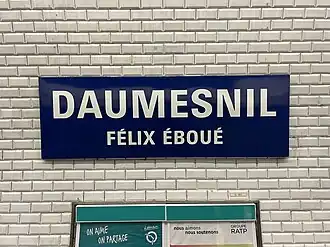 DAUMESNIL
FÉLIX ÉBOUÉ
ON AIME
ON PARTAGE
nous aimons
nous soutenons
GROUPE
RATP